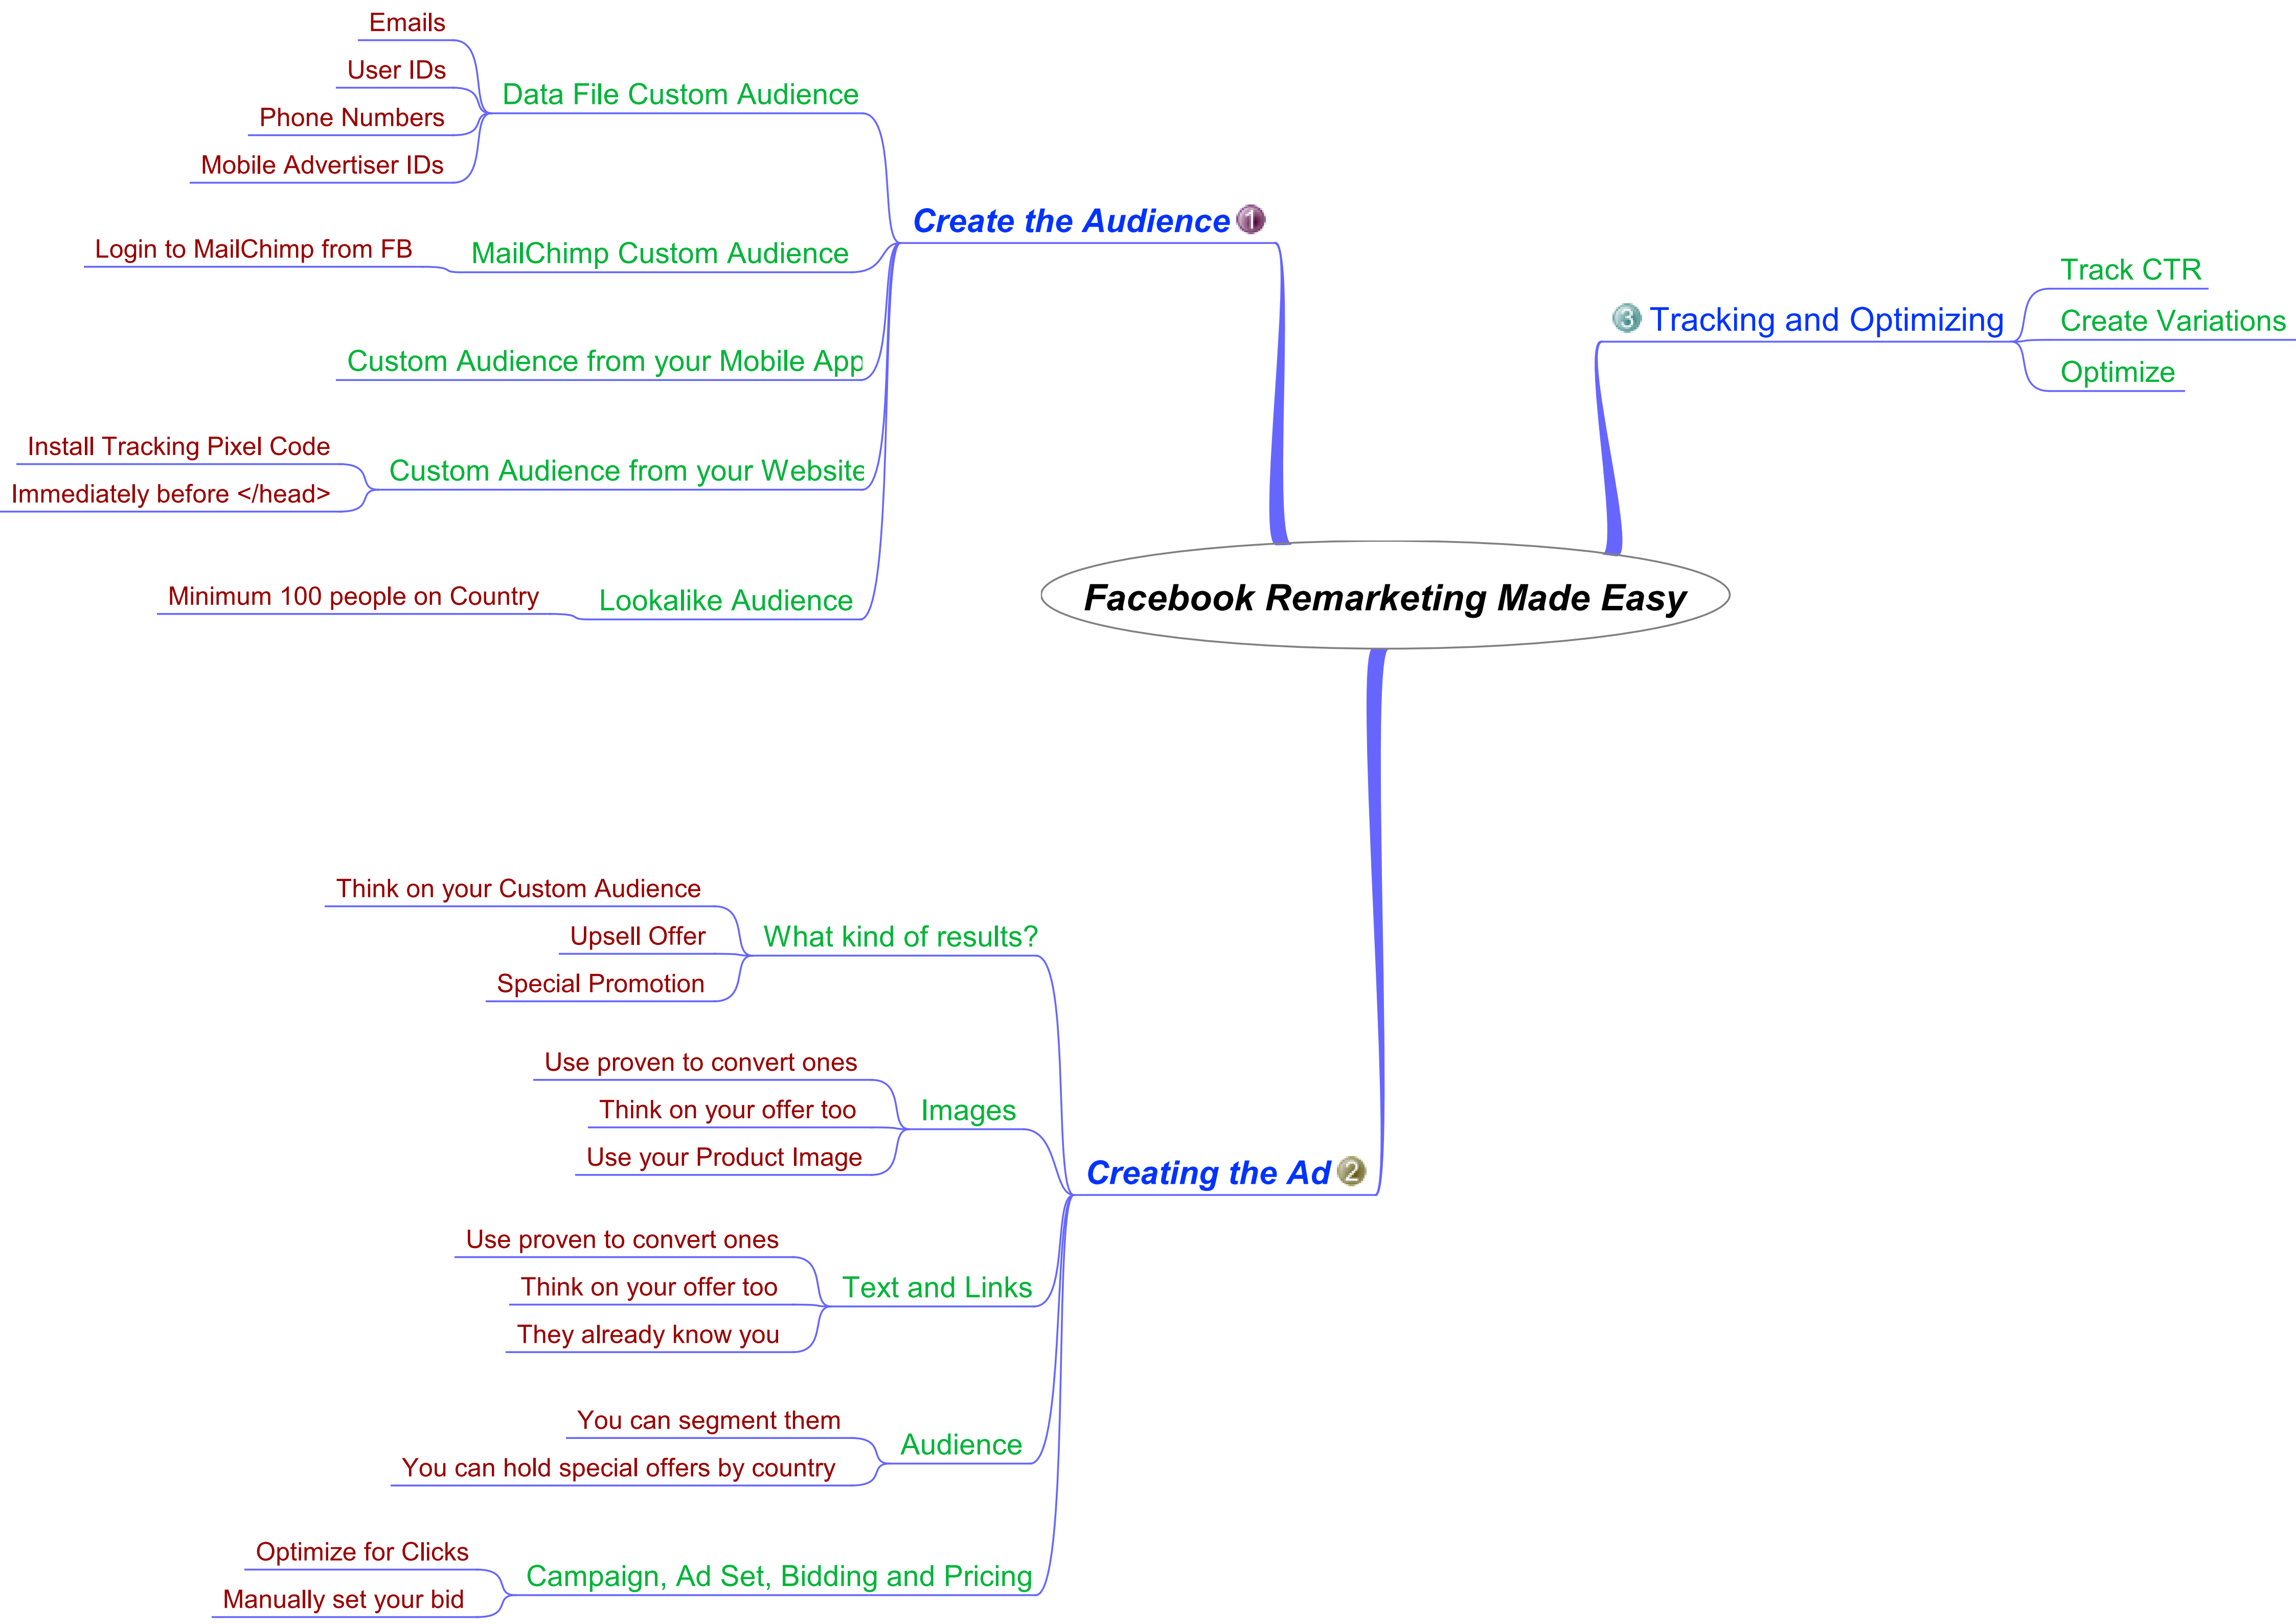 Emails
User IDs
Phone Numbers
Mobile Advertiser IDs
Data File Custom Audience
Login to MailChimp from FB
MailChimp Custom Audience
Custom Audience from your Mobile App
Install Tracking Pixel Code
Immediately before </head>
Custom Audience from your Website
Minimum 100 people on Country
Lookalike Audience
Create the Audience 1
3 Tracking and Optimizing
Track CTR
Create Variations
Optimize
Facebook Remarketing Made Easy
Think on your Custom Audience
Upsell Offer
Special Promotion
What kind of results?
Use proven to convert ones
Think on your offer too
Use your Product Image
Images
Use proven to convert ones
Think on your offer too
They already know you
Text and Links
You can segment them
You can hold special offers by country
Audience
Optimize for Clicks
Manually set your bid
Campaign, Ad Set, Bidding and Pricing
Creating the Ad 2